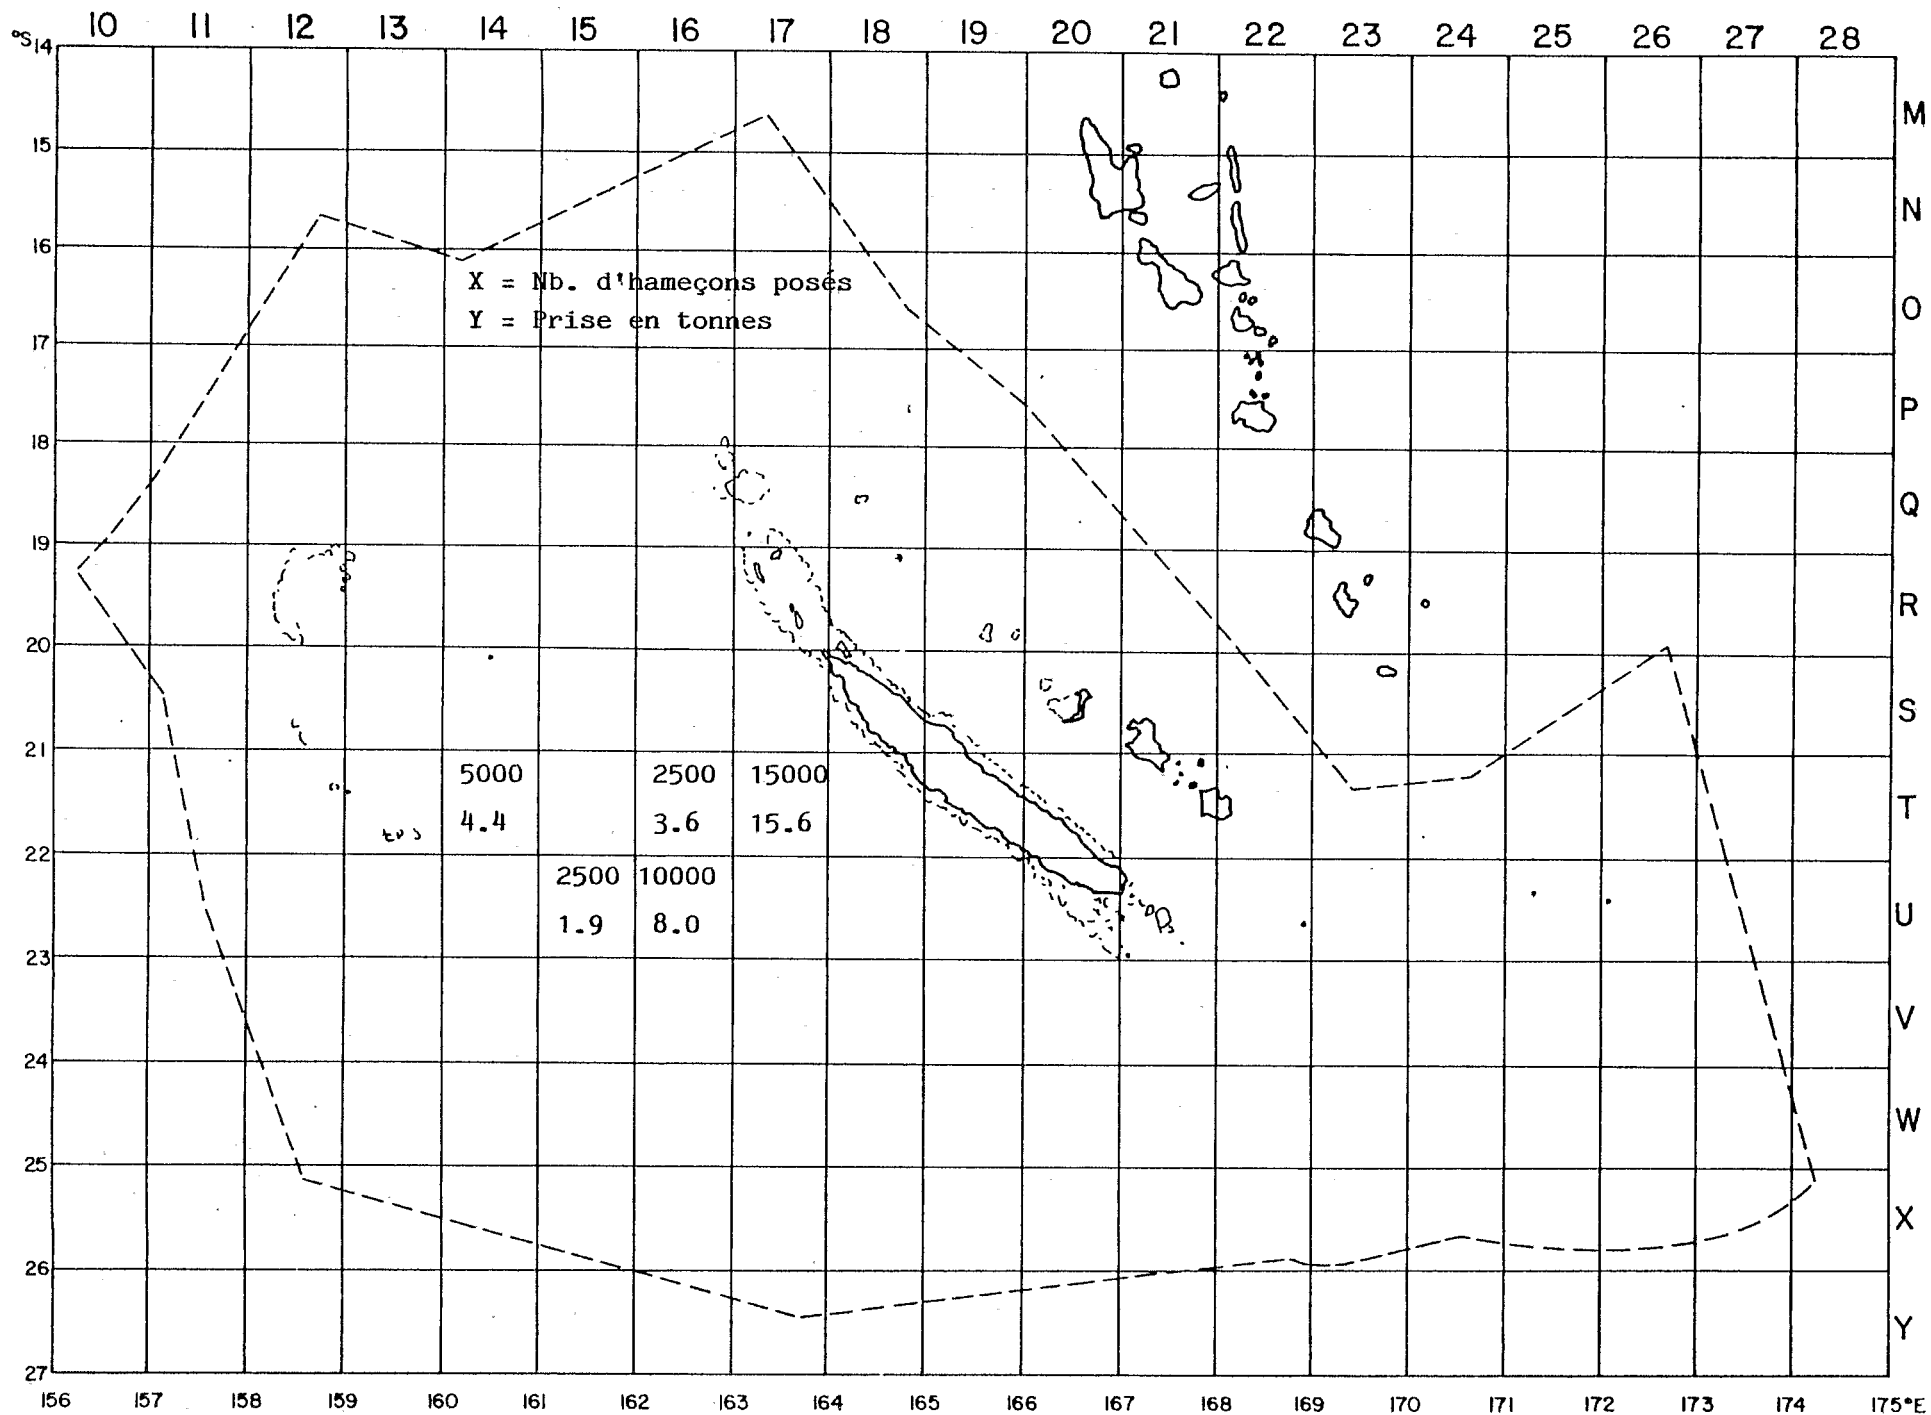 10 11 12 13 14 15 16 17 18 19 20 21 22 23 24 25 26 27 28
°S 14
M
15
N
16
X = Nb. d'hameçons posés
O
Y = Prise en tonnes
17
P
18
Q
19
R
20
S
21
5000 2500 15000
T
4.4 3.6 15.6
22
2500 10000
U
1.9 8.0
23
V
24
W
25
X
26
Y
27
156 157 158 159 160 161 162 163 164 165 166 167 168 169 170 171 172 173 174 175°E